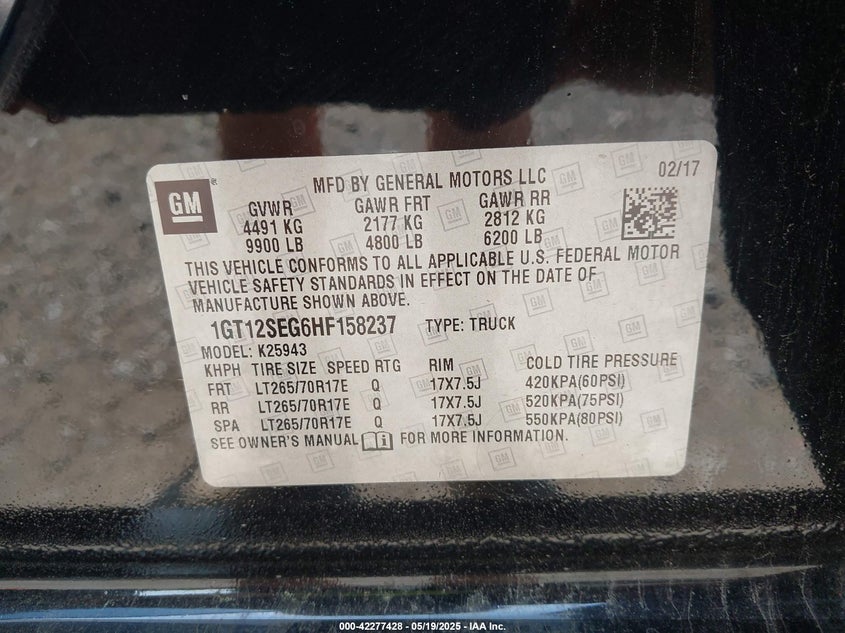 GM
MFD BY GENERAL MOTORS LLC 02/17
GVWR GAWR FRT GAWR RR
4491 KG 2177 KG 2812 KG
9900 LB 4800 LB 6200 LB
THIS VEHICLE CONFORMS TO ALL APPLICABLE U.S. FEDERAL MOTOR
VEHICLE SAFETY STANDARDS IN EFFECT ON THE DATE OF
MANUFACTURE SHOWN ABOVE.
1GT12SEG6HF158237 TYPE: TRUCK
MODEL: K25943
KHPH TIRE SIZE SPEED RTG RIM COLD TIRE PRESSURE
FRT LT265/70R17E Q 17X7.5J 420KPA(60PSI)
RR LT265/70R17E Q 17X7.5J 520KPA(75PSI)
SPA LT265/70R17E Q 17X7.5J 550KPA(80PSI)
SEE OWNER'S MANUAL FOR MORE INFORMATION.
000-42277428 - 05/19/2025 - IAA Inc.